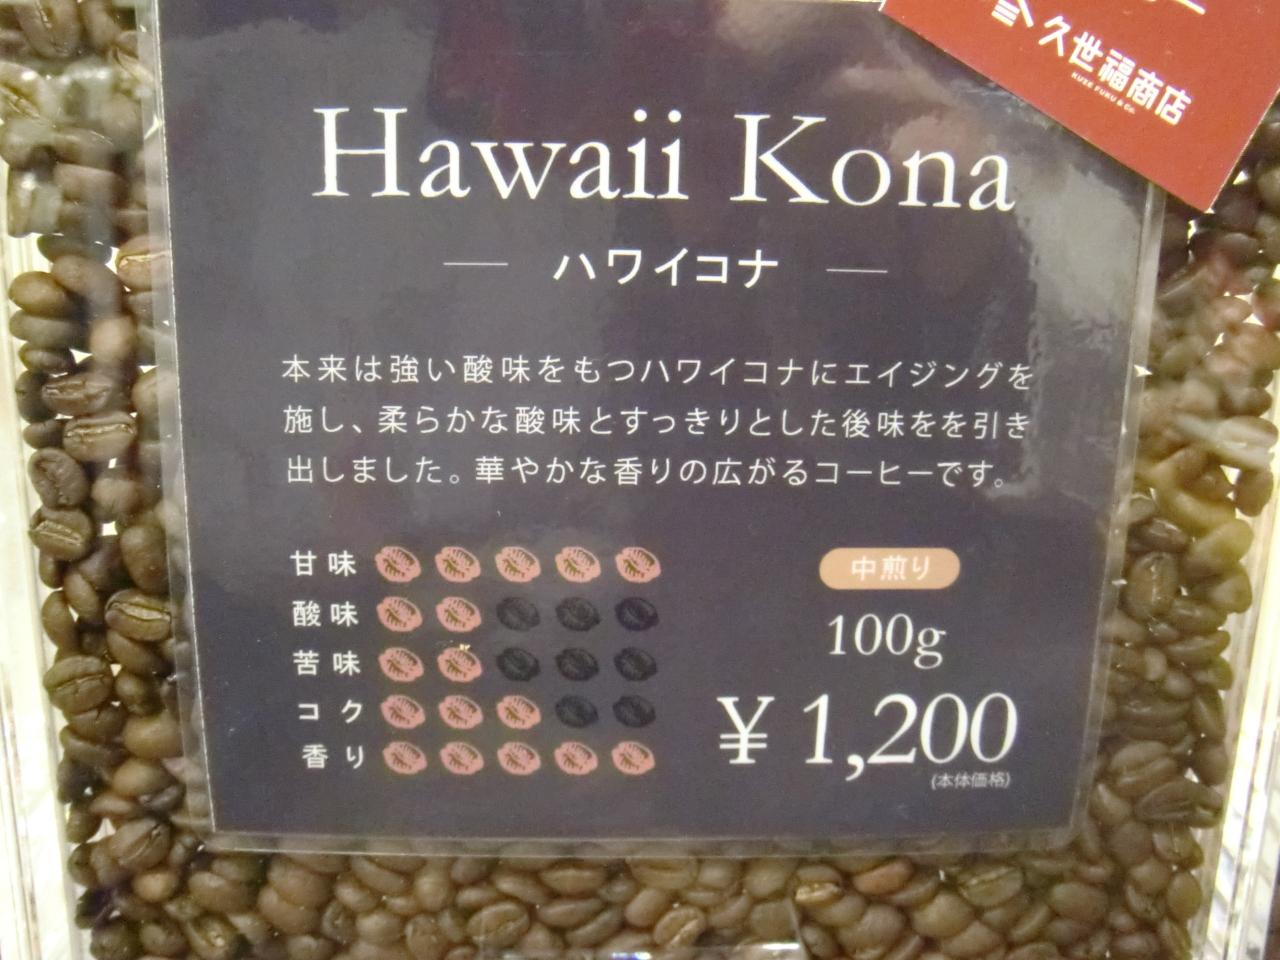 久世福商店
KUZE FUKU & Co.
Hawaii Kona
ハワイコナ
本来は強い酸味をもつハワイコナにエイジングを
施し、柔らかな酸味とすっきりとした後味をを引き
出しました。華やかな香りの広がるコーヒーです。
甘味
酸味
苦味
コク
香り
中煎り
100g
¥1,200
(本体価格)